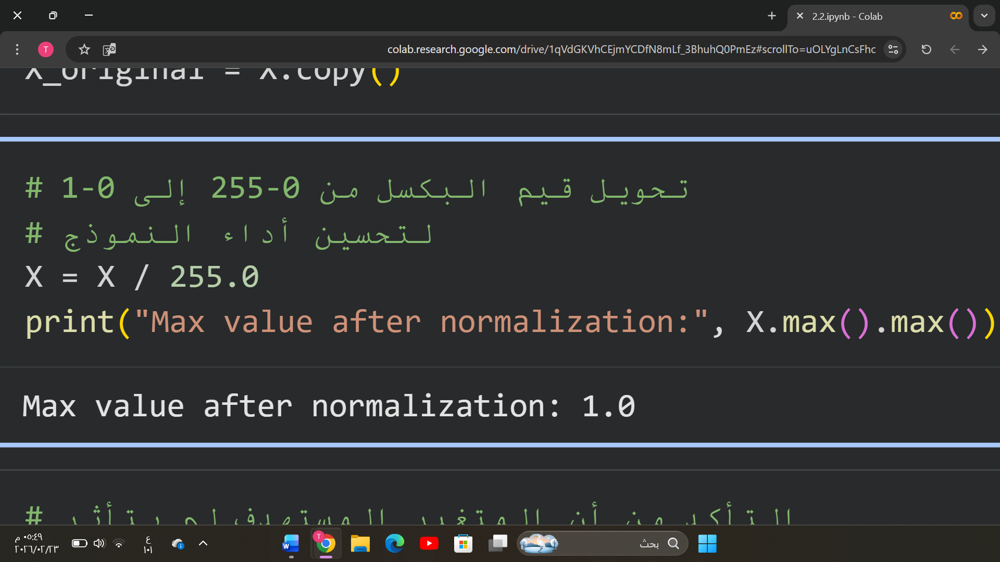 2.2.ipynb - Colab
colab.research.google.com/drive/1qVdGKVhCEjmYCDfN8mLf_3BhuhQ0PmEz#scrollTo=uOLYgLnCsFhc
T
X_original = X.copy()
# تحويل قيم البكسل من 0-255 إلى 0-1
# لتحسين أداء النموذج
X = X / 255.0
print("Max value after normalization:", X.max().max())
Max value after normalization: 1.0
# التأكد من أن المتغير المستهدف لم يتأثر
بحث
T
W
ع
١٠١
٠٥:٤٩ م
٢٠٢٦/٠٢/٢٣